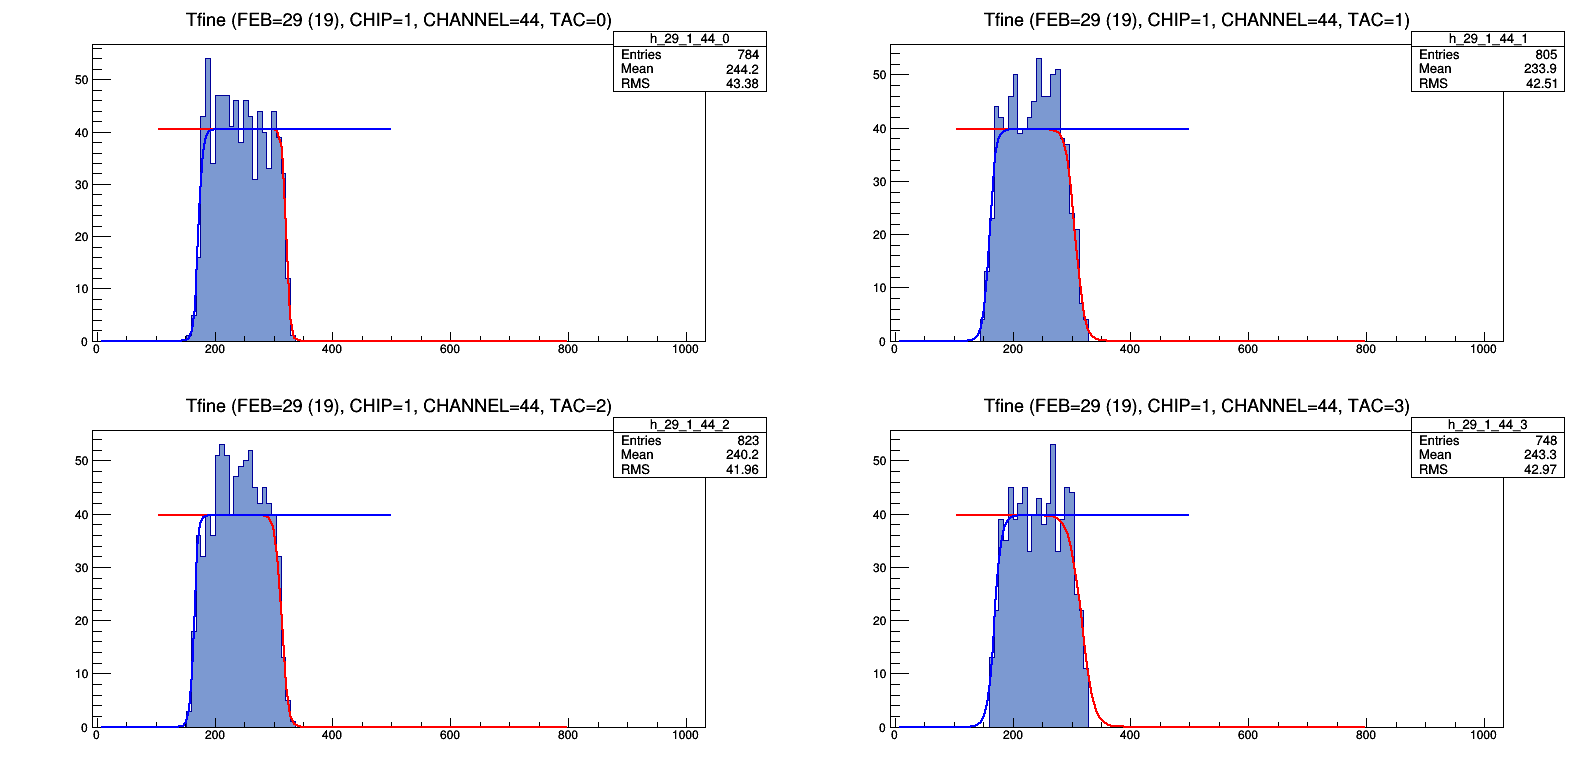 Tfine (FEB=29 (19), CHIP=1, CHANNEL=44, TAC=0)
h_29_1_44_0
Entries 784
Mean 244.2
RMS 43.38
50
40
30
20
10
0
0 200 400 600 800 1000
Tfine (FEB=29 (19), CHIP=1, CHANNEL=44, TAC=1)
h_29_1_44_1
Entries 805
Mean 233.9
RMS 42.51
50
40
30
20
10
0
0 200 400 600 800 1000
Tfine (FEB=29 (19), CHIP=1, CHANNEL=44, TAC=2)
h_29_1_44_2
Entries 823
Mean 240.2
RMS 41.96
50
40
30
20
10
0
0 200 400 600 800 1000
Tfine (FEB=29 (19), CHIP=1, CHANNEL=44, TAC=3)
h_29_1_44_3
Entries 748
Mean 243.3
RMS 42.97
50
40
30
20
10
0
0 200 400 600 800 1000